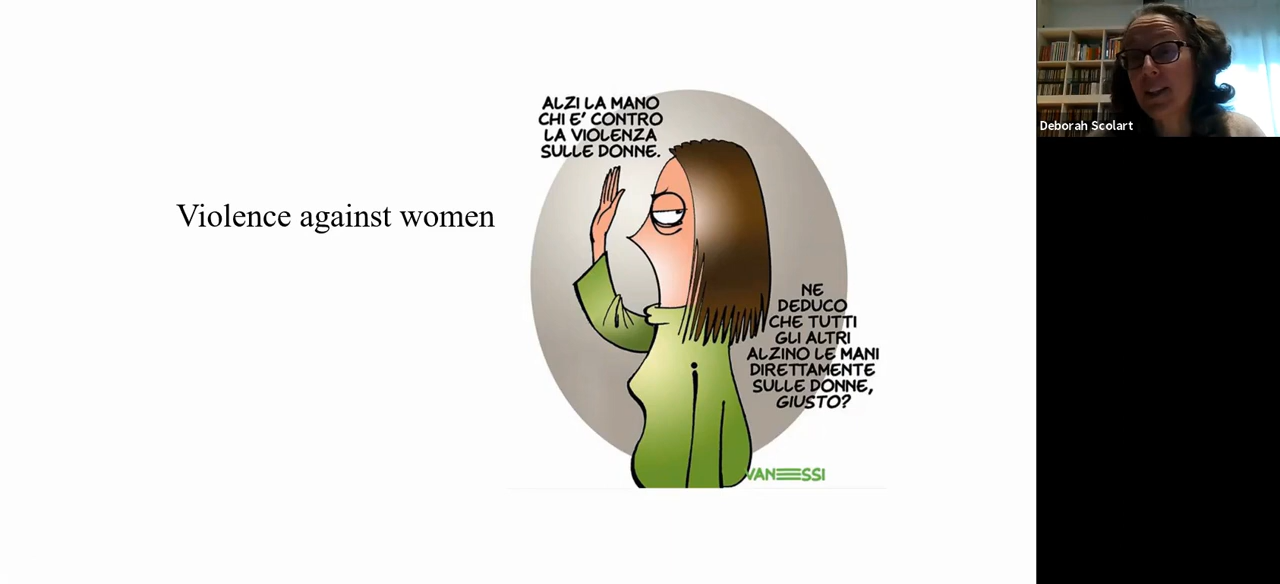 Violence against women
ALZI LA MANO
CHI E' CONTRO
LA VIOLENZA
SULLE DONNE.
NE
DEDUCO
CHE TUTTI
GLI ALTRI
ALZINO LE MANI
DIRETTAMENTE
SULLE DONNE,
GIUSTO?
VANESSI
Deborah Scolart